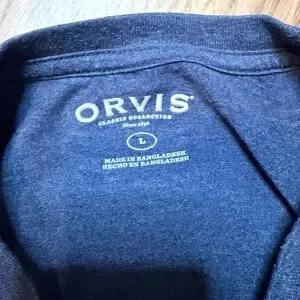 ORVIS®
CLASSIC COLLECTION
Since 1856
L
MADE IN BANGLADESH
HECHO EN BANGLADESH